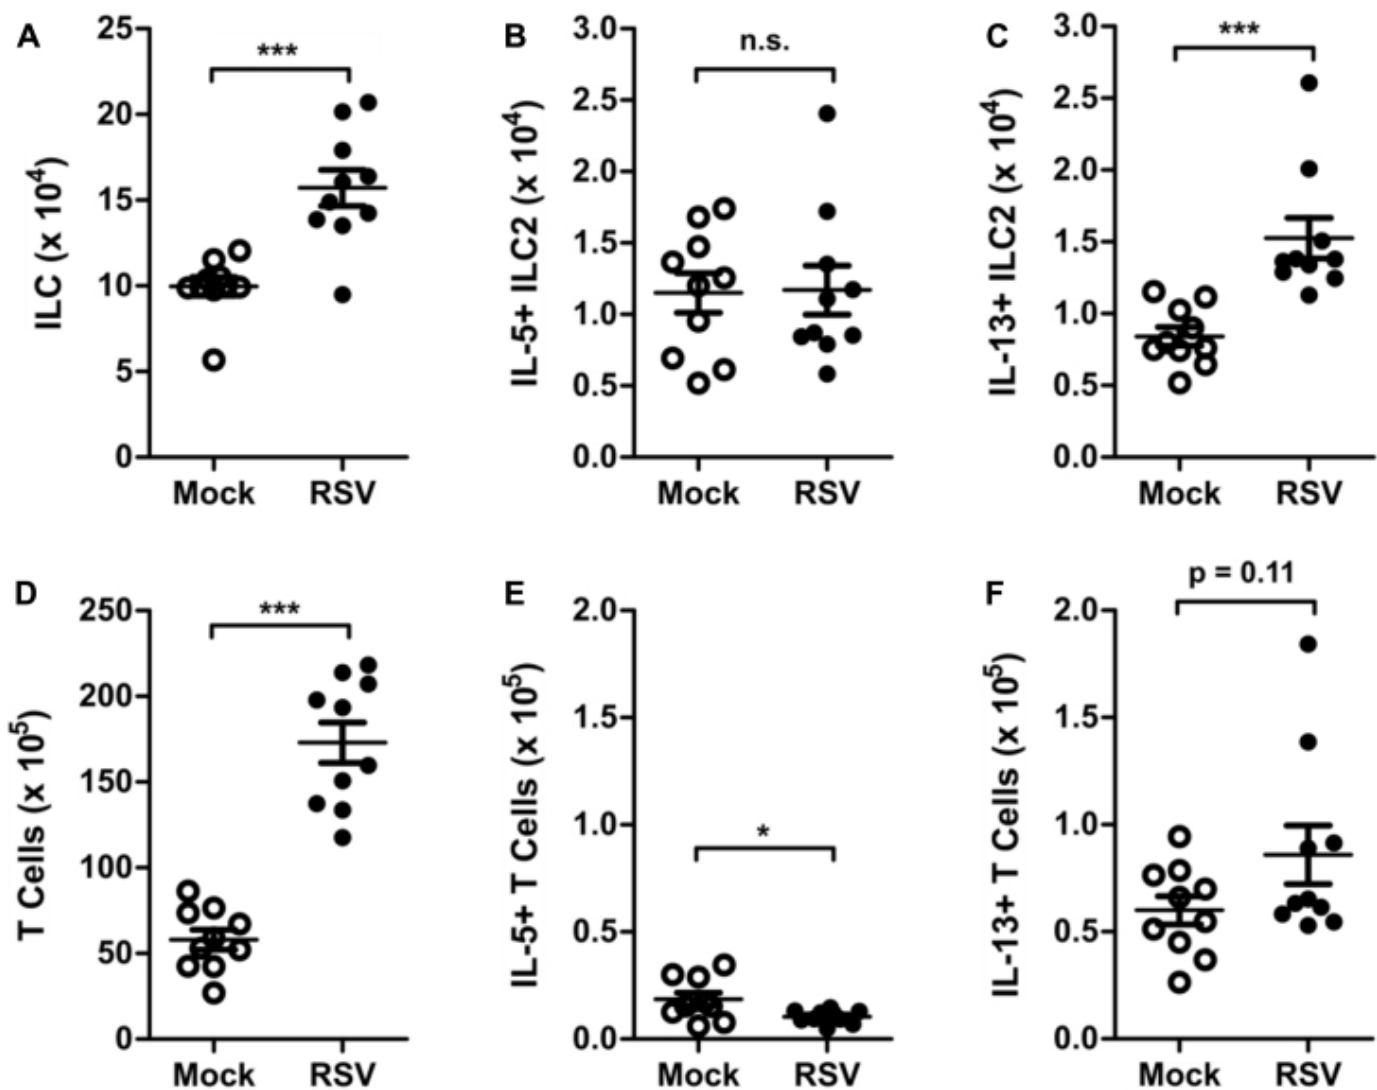 A
ILC (x 10⁴)
25
20
15
10
5
0
***
Mock RSV
B
IL-5+ ILC2 (x 10⁴)
3.0
2.5
2.0
1.5
1.0
0.5
0.0
n.s.
Mock RSV
C
IL-13+ ILC2 (x 10⁴)
3.0
2.5
2.0
1.5
1.0
0.5
0.0
***
Mock RSV
D
T Cells (x 10⁵)
250
200
150
100
50
0
***
Mock RSV
E
IL-5+ T Cells (x 10⁵)
2.0
1.5
1.0
0.5
0.0
*
Mock RSV
F
IL-13+ T Cells (x 10⁵)
2.0
1.5
1.0
0.5
0.0
p = 0.11
Mock RSV